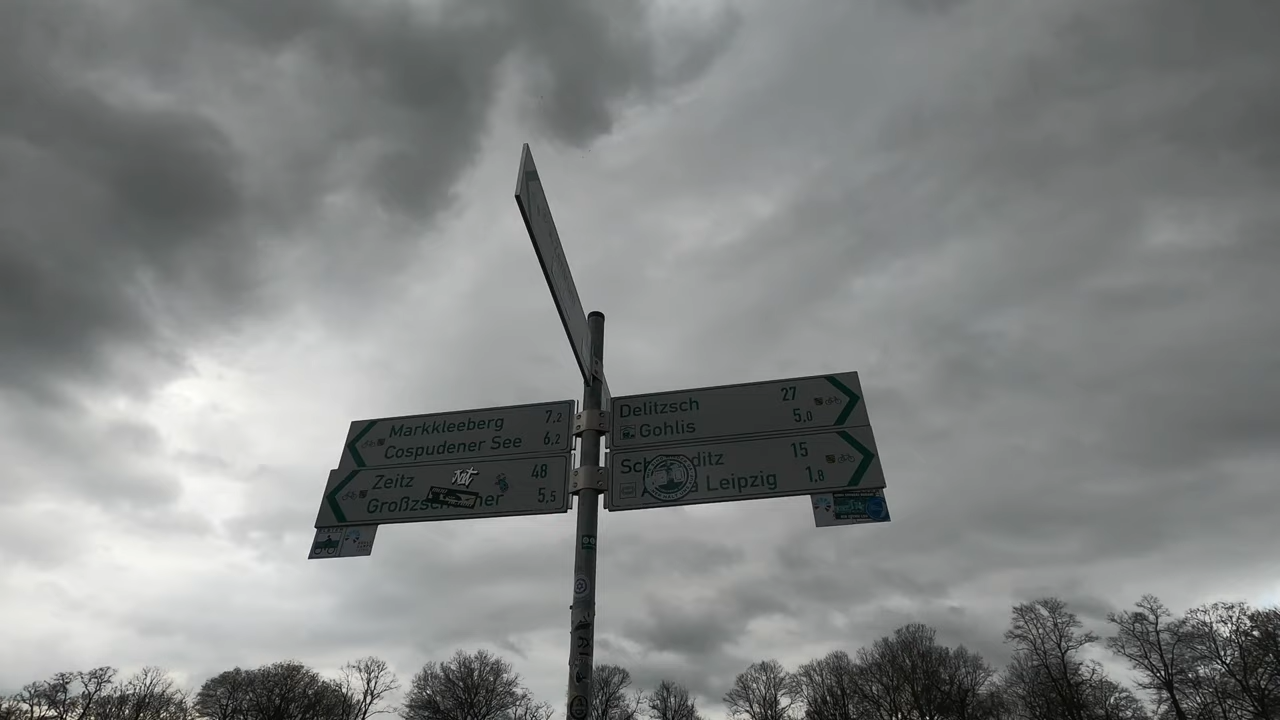 Markkleeberg 7,2
Cospudener See 6,2
Zeitz 48
5,5
Delitzsch 27
Gohlis 5,0
15
Leipzig 1,8